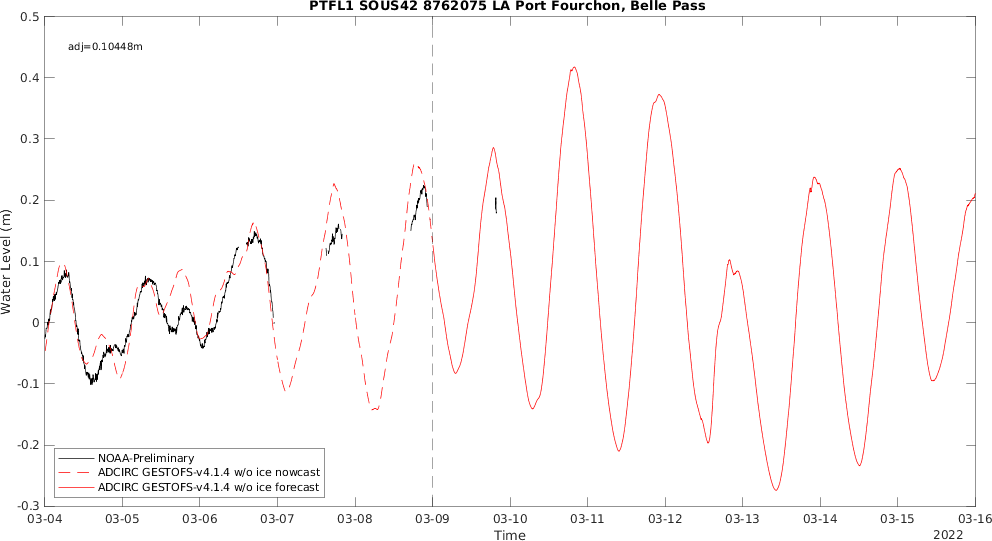 PTFL1 SOUS42 8762075 LA Port Fourchon, Belle Pass
adj=0.10448m
Water Level (m)
0.5
0.4
0.3
0.2
0.1
0
-0.1
-0.2
-0.3
NOAA-Preliminary
ADCIRC GESTOFS-v4.1.4 w/o ice nowcast
ADCIRC GESTOFS-v4.1.4 w/o ice forecast
03-04 03-05 03-06 03-07 03-08 03-09 03-10 03-11 03-12 03-13 03-14 03-15 03-16
Time
2022